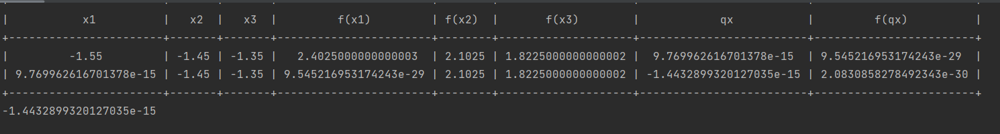 |           x1          |   x2  |   x3  |         f(x1)         | f(x2)  |       f(x3)        |            qx           |         f(qx)          |
+-----------------------+-------+-------+-----------------------+--------+--------------------+-------------------------+------------------------+
|         -1.55         | -1.45 | -1.35 |   2.4025000000000003  | 2.1025 | 1.8225000000000002 |  9.769962616701378e-15  | 9.545216953174243e-29  |
| 9.769962616701378e-15 | -1.45 | -1.35 | 9.545216953174243e-29 | 2.1025 | 1.8225000000000002 | -1.4432899320127035e-15 | 2.0830858278492343e-30 |
+-----------------------+-------+-------+-----------------------+--------+--------------------+-------------------------+------------------------+
-1.4432899320127035e-15